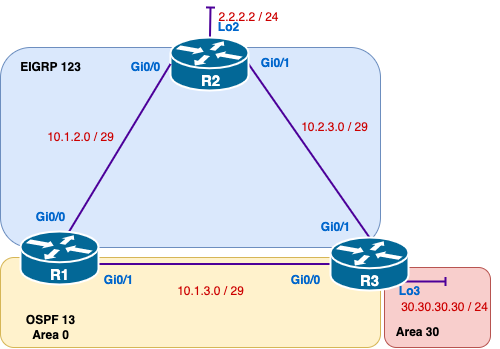 2.2.2.2 / 24
Lo2
EIGRP 123
Gi0/0
Gi0/1
R2
10.1.2.0 / 29
10.2.3.0 / 29
Gi0/0
Gi0/1
R1
R3
Gi0/1
Gi0/0
10.1.3.0 / 29
Lo3
30.30.30.30 / 24
OSPF 13
Area 0
Area 30